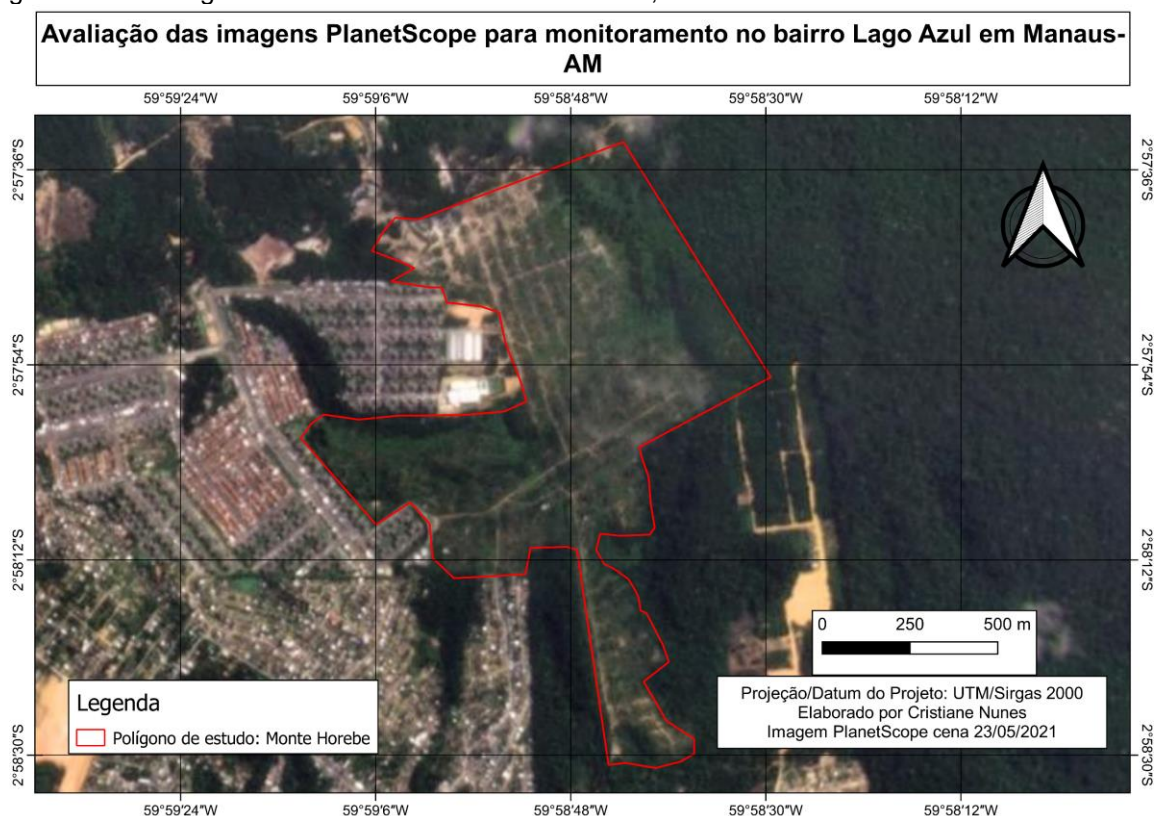 Avaliação das imagens PlanetScope para monitoramento no bairro Lago Azul em Manaus-
AM
59°59'24"W 59°59'6"W 59°58'48"W 59°58'30"W 59°58'12"W
2°57'36"S 2°57'36"S
2°57'54"S 2°57'54"S
2°58'12"S 2°58'12"S
0 250 500 m
Legenda
Polígono de estudo: Monte Horebe
Projeção/Datum do Projeto: UTM/Sirgas 2000
Elaborado por Cristiane Nunes
Imagem PlanetScope cena 23/05/2021
2°58'30"S 2°58'30"S
59°59'24"W 59°59'6"W 59°58'48"W 59°58'30"W 59°58'12"W